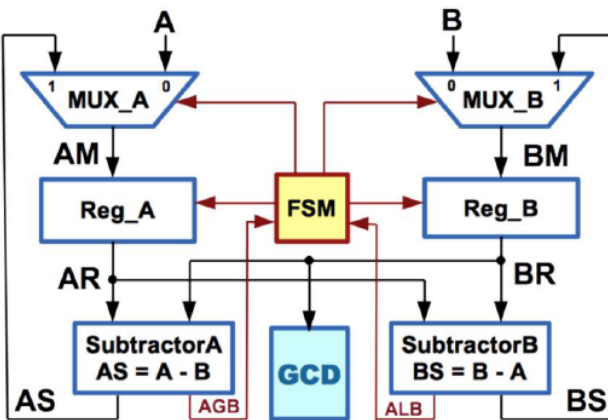 A
B
1
0
0
1
MUX_A
MUX_B
AM
BM
Reg_A
FSM
Reg_B
AR
BR
SubtractorA
AS = A - B
GCD
SubtractorB
BS = B - A
AS
AGB
ALB
BS